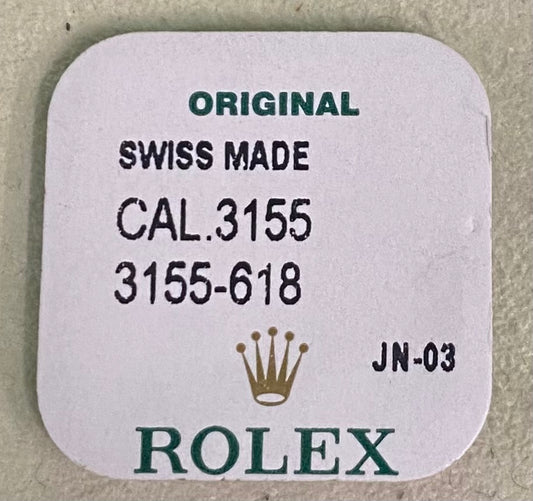 ORIGINAL
SWISS MADE
CAL.3155
3155-618
JN-03
ROLEX